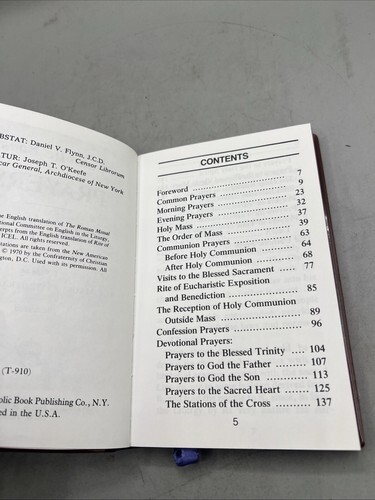 BSTAT: Daniel V. Flynn, J.C.D.
Censor Librorum
TUR: Joseph T. O'Keefe
car General, Archdiocese of New York
e English translation of The Roman Missal
ational Committee on English in the Liturgy,
erpts from the English translation of Rite of
ICEL. All rights reserved.
tations are taken from the New American
© 1970 by the Confraternity of Christian
ngton, D.C. Used with its permission. All
(T-910)
olic Book Publishing Co., N.Y.
ed in the U.S.A.
CONTENTS
Foreword 7
Common Prayers 9
Morning Prayers 23
Evening Prayers 32
Holy Mass 37
The Order of Mass 39
Communion Prayers 63
Before Holy Communion 64
After Holy Communion 68
Visits to the Blessed Sacrament 77
Rite of Eucharistic Exposition
and Benediction 85
The Reception of Holy Communion
Outside Mass 89
Confession Prayers 96
Devotional Prayers:
Prayers to the Blessed Trinity 104
Prayers to God the Father 107
Prayers to God the Son 113
Prayers to the Sacred Heart 125
The Stations of the Cross 137
5